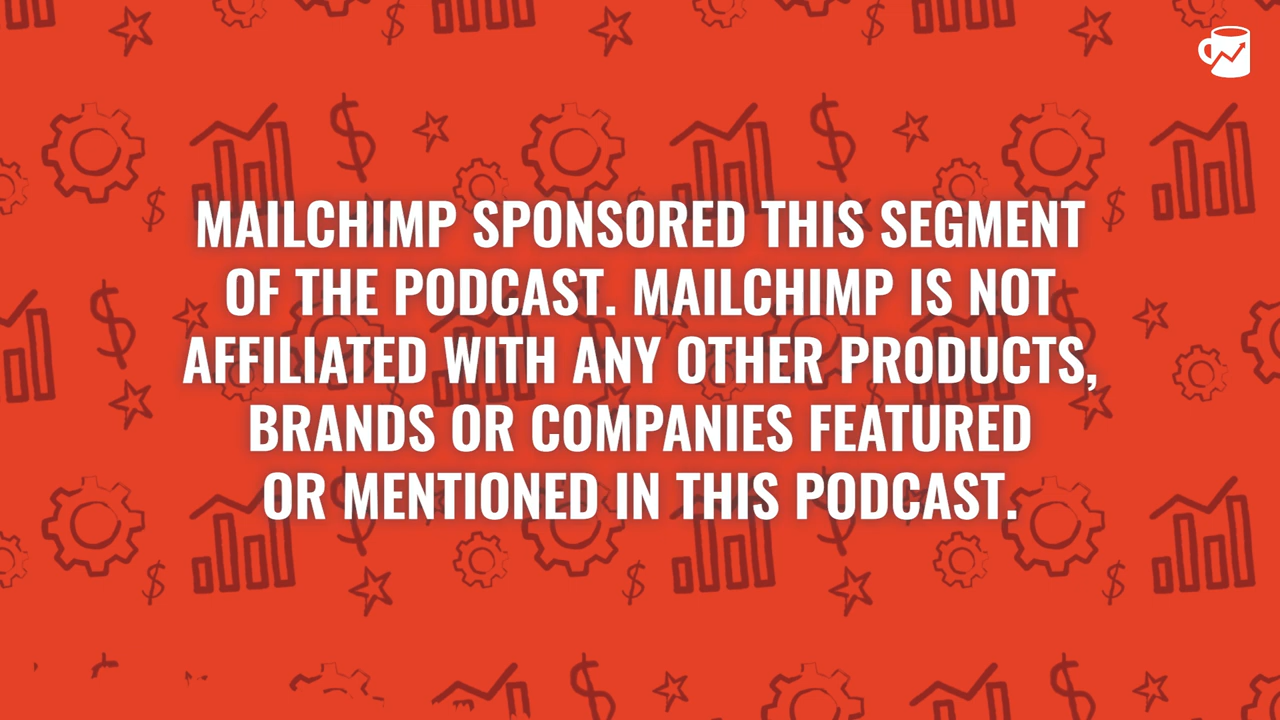 MAILCHIMP SPONSORED THIS SEGMENT
OF THE PODCAST. MAILCHIMP IS NOT
AFFILIATED WITH ANY OTHER PRODUCTS,
BRANDS OR COMPANIES FEATURED
OR MENTIONED IN THIS PODCAST.